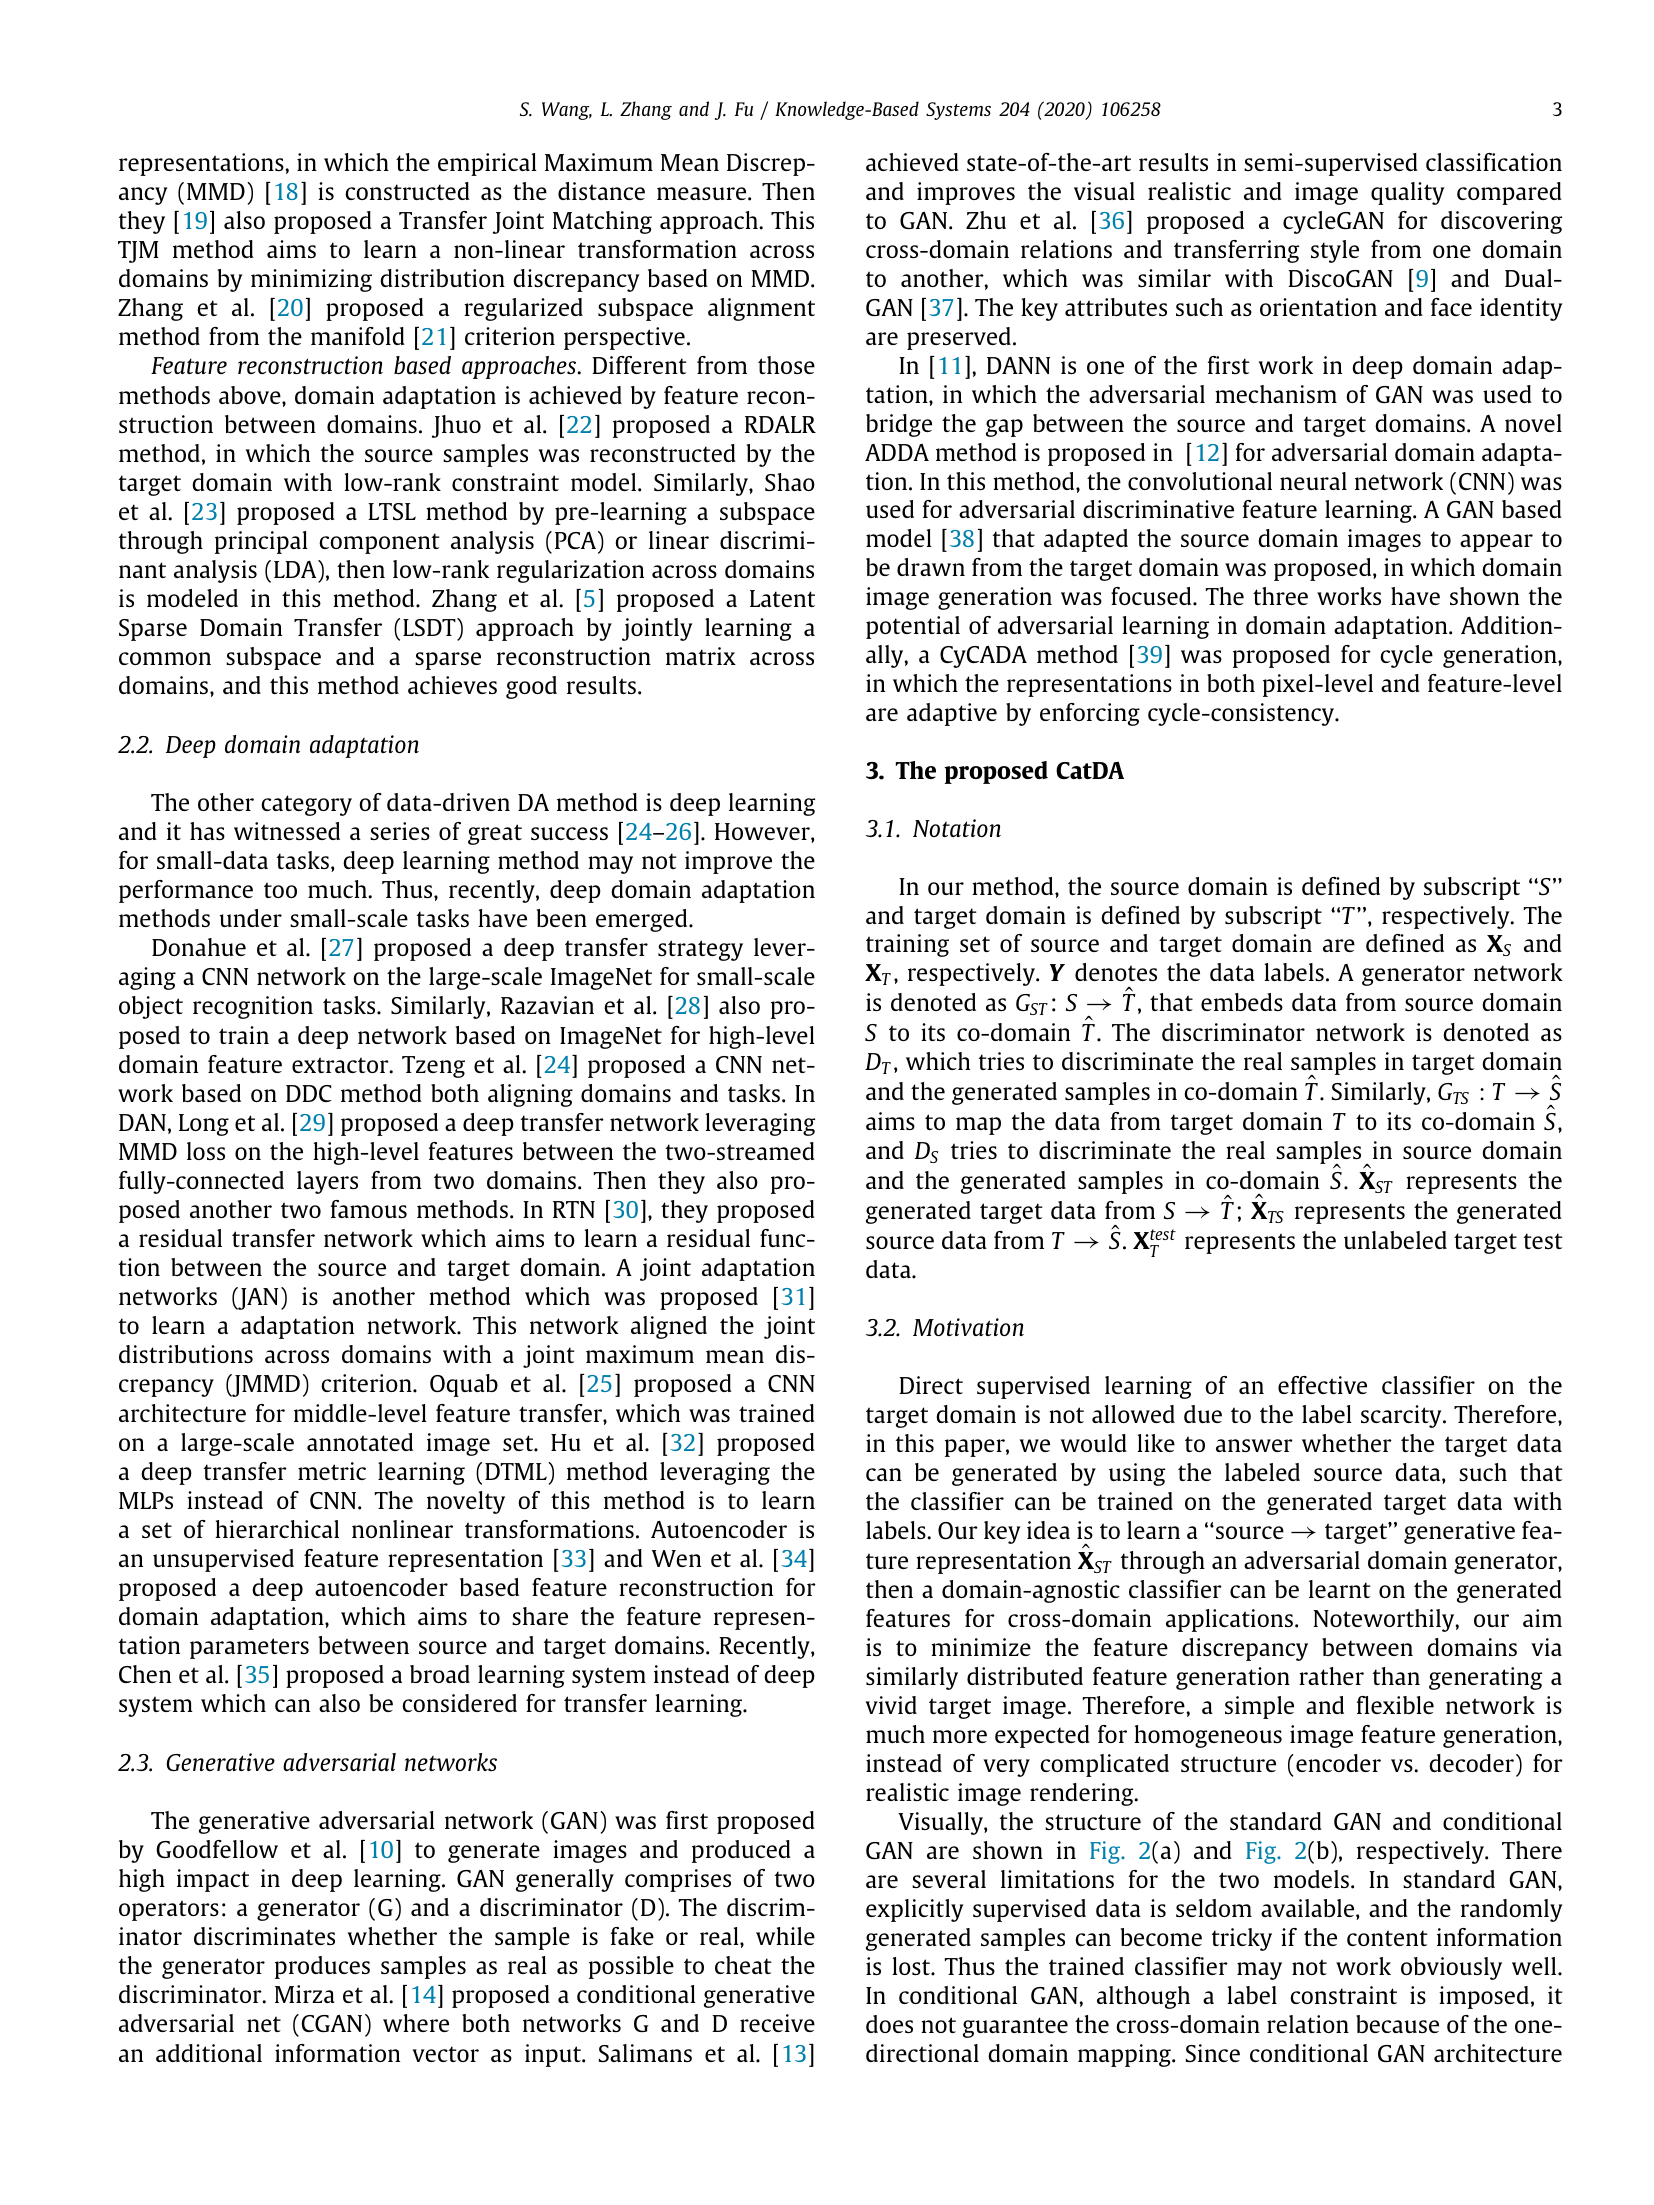 S. Wang, L. Zhang and J. Fu / Knowledge-Based Systems 204 (2020) 106258
3
representations, in which the empirical Maximum Mean Discrep-
ancy (MMD) [18] is constructed as the distance measure. Then
they [19] also proposed a Transfer Joint Matching approach. This
TJM method aims to learn a non-linear transformation across
domains by minimizing distribution discrepancy based on MMD.
Zhang et al. [20] proposed a regularized subspace alignment
method from the manifold [21] criterion perspective.
Feature reconstruction based approaches. Different from those
methods above, domain adaptation is achieved by feature recon-
struction between domains. Jhuo et al. [22] proposed a RDALR
method, in which the source samples was reconstructed by the
target domain with low-rank constraint model. Similarly, Shao
et al. [23] proposed a LTSL method by pre-learning a subspace
through principal component analysis (PCA) or linear discrimi-
nant analysis (LDA), then low-rank regularization across domains
is modeled in this method. Zhang et al. [5] proposed a Latent
Sparse Domain Transfer (LSDT) approach by jointly learning a
common subspace and a sparse reconstruction matrix across
domains, and this method achieves good results.
2.2. Deep domain adaptation
The other category of data-driven DA method is deep learning
and it has witnessed a series of great success [24–26]. However,
for small-data tasks, deep learning method may not improve the
performance too much. Thus, recently, deep domain adaptation
methods under small-scale tasks have been emerged.
Donahue et al. [27] proposed a deep transfer strategy lever-
aging a CNN network on the large-scale ImageNet for small-scale
object recognition tasks. Similarly, Razavian et al. [28] also pro-
posed to train a deep network based on ImageNet for high-level
domain feature extractor. Tzeng et al. [24] proposed a CNN net-
work based on DDC method both aligning domains and tasks. In
DAN, Long et al. [29] proposed a deep transfer network leveraging
MMD loss on the high-level features between the two-streamed
fully-connected layers from two domains. Then they also pro-
posed another two famous methods. In RTN [30], they proposed
a residual transfer network which aims to learn a residual func-
tion between the source and target domain. A joint adaptation
networks (JAN) is another method which was proposed [31]
to learn a adaptation network. This network aligned the joint
distributions across domains with a joint maximum mean dis-
crepancy (JMMD) criterion. Oquab et al. [25] proposed a CNN
architecture for middle-level feature transfer, which was trained
on a large-scale annotated image set. Hu et al. [32] proposed
a deep transfer metric learning (DTML) method leveraging the
MLPs instead of CNN. The novelty of this method is to learn
a set of hierarchical nonlinear transformations. Autoencoder is
an unsupervised feature representation [33] and Wen et al. [34]
proposed a deep autoencoder based feature reconstruction for
domain adaptation, which aims to share the feature represen-
tation parameters between source and target domains. Recently,
Chen et al. [35] proposed a broad learning system instead of deep
system which can also be considered for transfer learning.
2.3. Generative adversarial networks
The generative adversarial network (GAN) was first proposed
by Goodfellow et al. [10] to generate images and produced a
high impact in deep learning. GAN generally comprises of two
operators: a generator (G) and a discriminator (D). The discrim-
inator discriminates whether the sample is fake or real, while
the generator produces samples as real as possible to cheat the
discriminator. Mirza et al. [14] proposed a conditional generative
adversarial net (CGAN) where both networks G and D receive
an additional information vector as input. Salimans et al. [13]
achieved state-of-the-art results in semi-supervised classification
and improves the visual realistic and image quality compared
to GAN. Zhu et al. [36] proposed a cycleGAN for discovering
cross-domain relations and transferring style from one domain
to another, which was similar with DiscoGAN [9] and Dual-
GAN [37]. The key attributes such as orientation and face identity
are preserved.
In [11], DANN is one of the first work in deep domain adap-
tation, in which the adversarial mechanism of GAN was used to
bridge the gap between the source and target domains. A novel
ADDA method is proposed in [12] for adversarial domain adapta-
tion. In this method, the convolutional neural network (CNN) was
used for adversarial discriminative feature learning. A GAN based
model [38] that adapted the source domain images to appear to
be drawn from the target domain was proposed, in which domain
image generation was focused. The three works have shown the
potential of adversarial learning in domain adaptation. Addition-
ally, a CyCADA method [39] was proposed for cycle generation,
in which the representations in both pixel-level and feature-level
are adaptive by enforcing cycle-consistency.
3. The proposed CatDA
3.1. Notation
In our method, the source domain is defined by subscript ‘‘S’’
and target domain is defined by subscript ‘‘T’’, respectively. The
training set of source and target domain are defined as X_S and
X_T, respectively. Y denotes the data labels. A generator network
is denoted as G_ST: S → T̂, that embeds data from source domain
S to its co-domain T̂. The discriminator network is denoted as
D_T, which tries to discriminate the real samples in target domain
and the generated samples in co-domain T̂. Similarly, G_TS : T → Ŝ
aims to map the data from target domain T to its co-domain Ŝ,
and D_S tries to discriminate the real samples in source domain
and the generated samples in co-domain Ŝ. X̂_ST represents the
generated target data from S → T̂; X̂_TS represents the generated
source data from T → Ŝ. X_T^test represents the unlabeled target test
data.
3.2. Motivation
Direct supervised learning of an effective classifier on the
target domain is not allowed due to the label scarcity. Therefore,
in this paper, we would like to answer whether the target data
can be generated by using the labeled source data, such that
the classifier can be trained on the generated target data with
labels. Our key idea is to learn a ‘‘source → target’’ generative fea-
ture representation X̂_ST through an adversarial domain generator,
then a domain-agnostic classifier can be learnt on the generated
features for cross-domain applications. Noteworthily, our aim
is to minimize the feature discrepancy between domains via
similarly distributed feature generation rather than generating a
vivid target image. Therefore, a simple and flexible network is
much more expected for homogeneous image feature generation,
instead of very complicated structure (encoder vs. decoder) for
realistic image rendering.
Visually, the structure of the standard GAN and conditional
GAN are shown in Fig. 2(a) and Fig. 2(b), respectively. There
are several limitations for the two models. In standard GAN,
explicitly supervised data is seldom available, and the randomly
generated samples can become tricky if the content information
is lost. Thus the trained classifier may not work obviously well.
In conditional GAN, although a label constraint is imposed, it
does not guarantee the cross-domain relation because of the one-
directional domain mapping. Since conditional GAN architecture